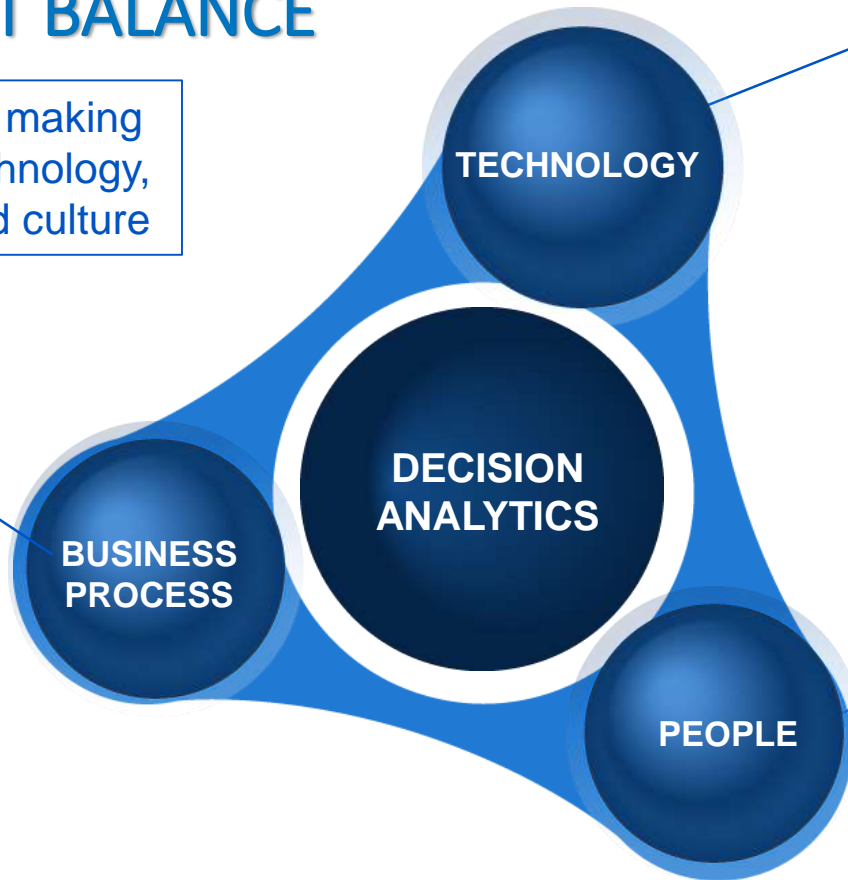 T BALANCE
making
hnology,
d culture
TECHNOLOGY
DECISION
ANALYTICS
BUSINESS
PROCESS
PEOPLE